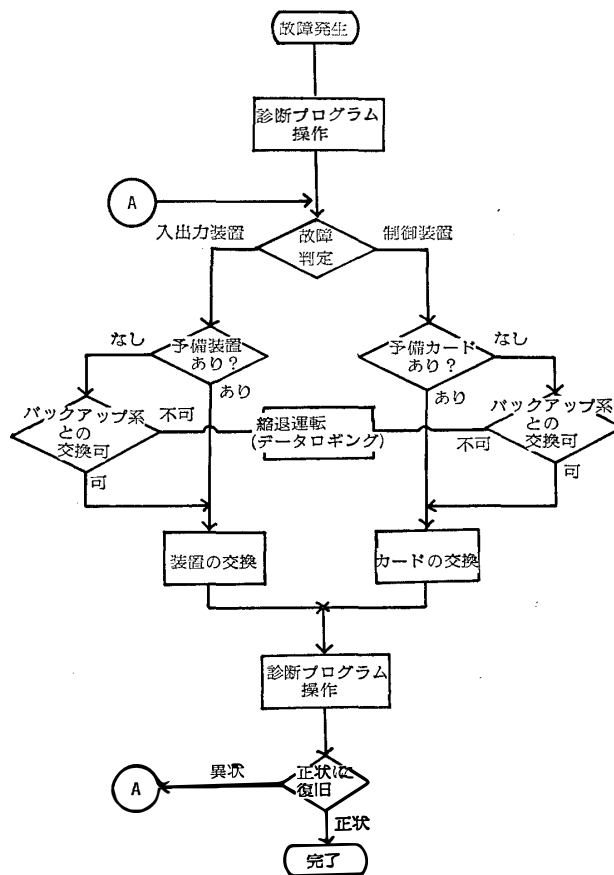 故障発生
診断プログラム
操作
A
入出力装置
故障
判定
制御装置
なし
予備装置
あり?
あり
予備カード
あり?
なし
あり
バックアップ系
との
交換可
不可
可
縮退運転
(データロギング)
不可
バックアップ系
との
交換可
可
装置の交換
カードの交換
診断プログラム
操作
A
異状
正状に
復旧
正状
完了